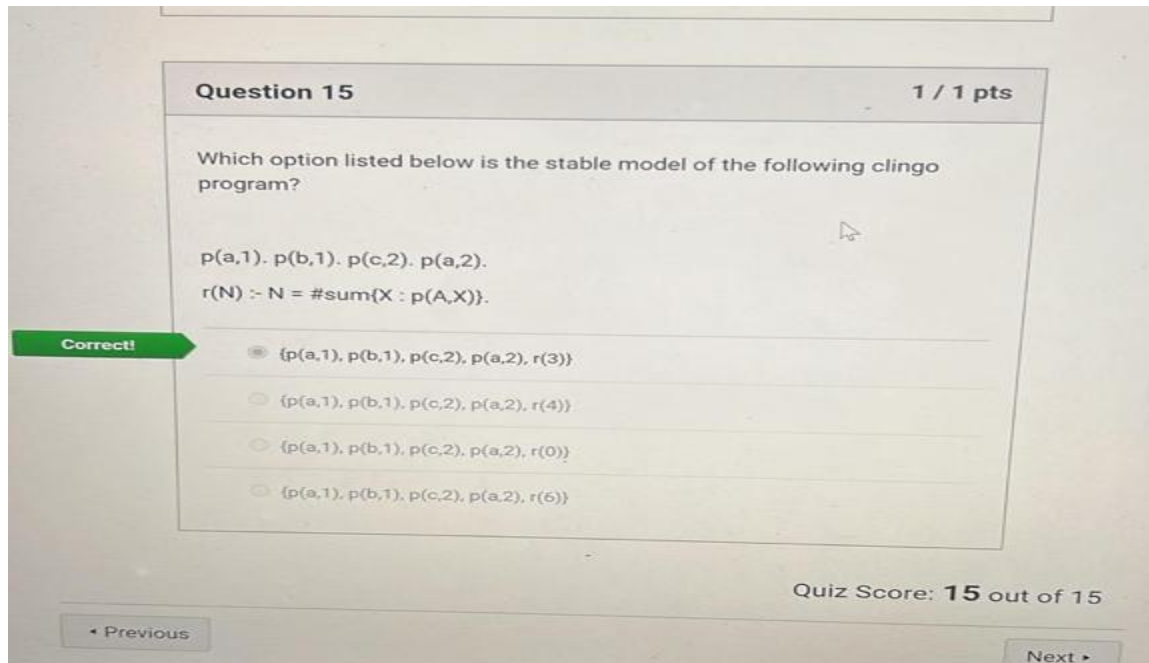 Question 15
1 / 1 pts
Which option listed below is the stable model of the following clingo
program?
p(a,1). p(b,1). p(c,2). p(a,2).
r(N) :- N = #sum{X : p(A,X)}.
Correct!
{p(a,1), p(b,1), p(c,2), p(a,2), r(3)}
{p(a,1), p(b,1), p(c,2), p(a,2), r(4)}
{p(a,1), p(b,1), p(c,2), p(a,2), r(0)}
{p(a,1), p(b,1), p(c,2), p(a,2), r(6)}
Quiz Score: 15 out of 15
◂ Previous
Next ▸